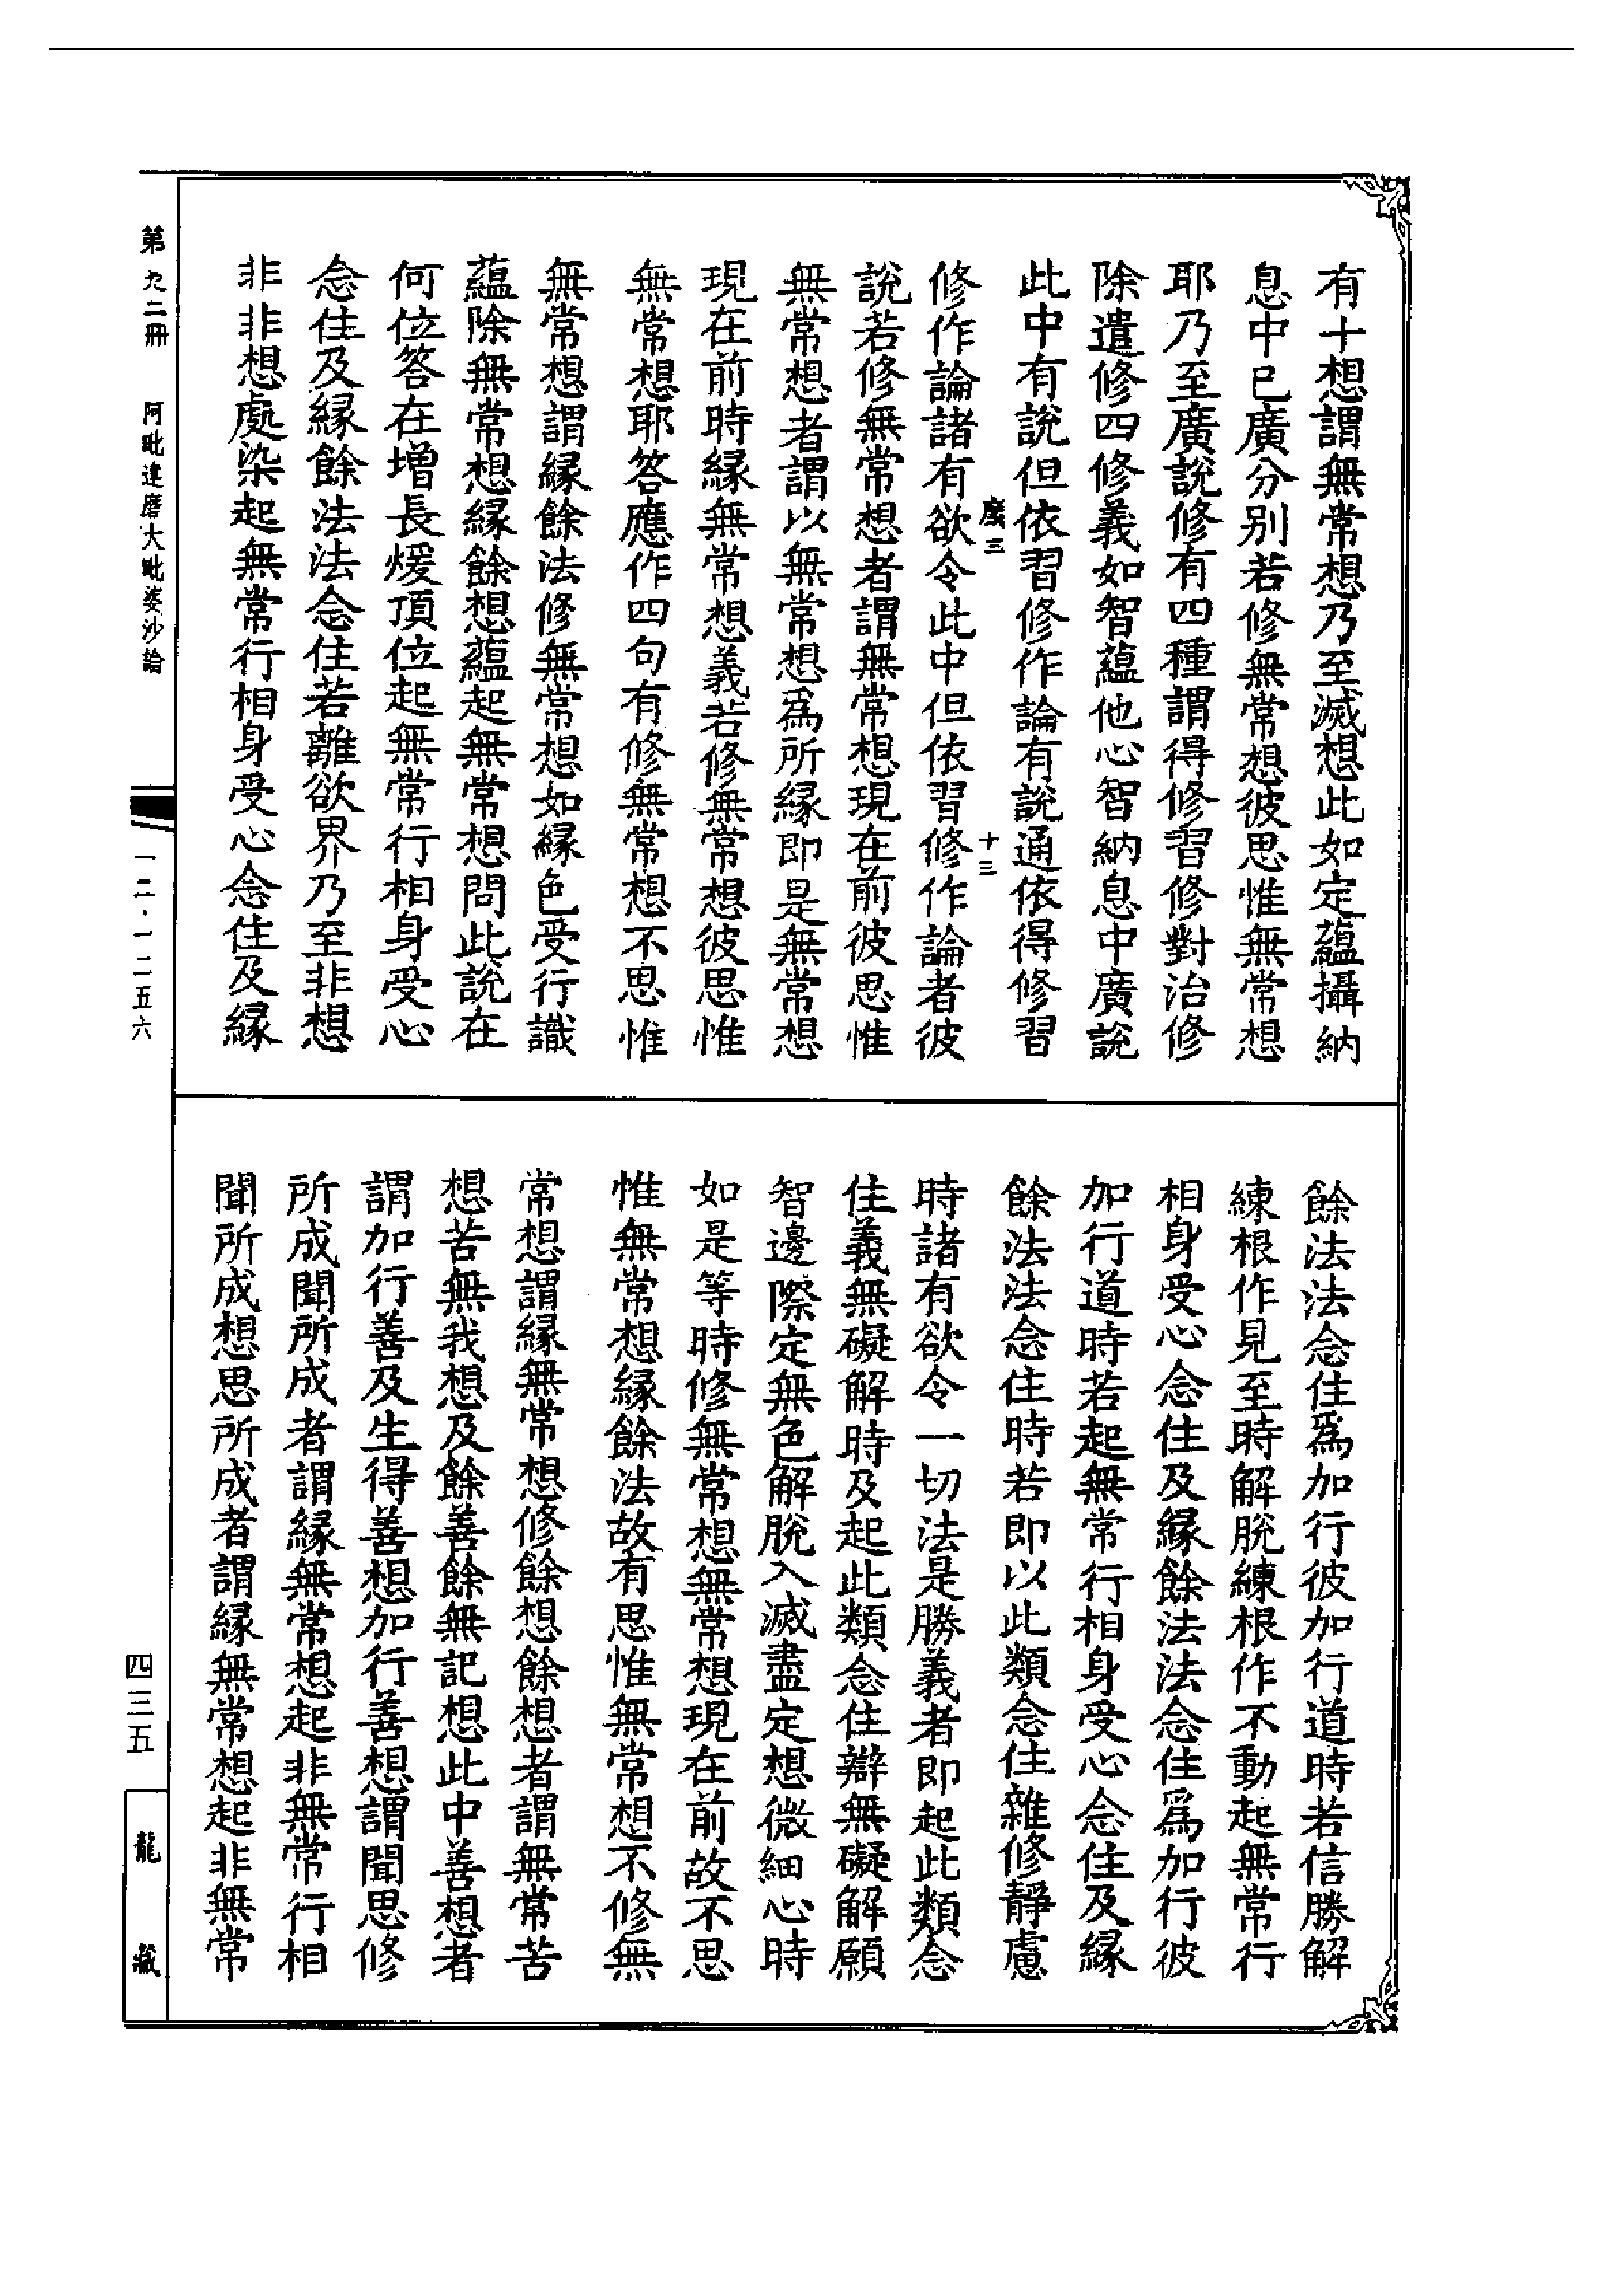 有十想謂無常想乃至滅想此如定蘊攝納
息中已廣分別若修無常想彼思惟無常想
耶乃至廣說修有四種謂得修習修對治修
除遣修四修義如智蘊他心智納息中廣說
此中有說但依習修作論有說通依得修習
修作論諸有欲令此中但依習修作論者彼
說若修無常想者謂無常想現在前彼思惟
無常想者謂以無常想爲所緣即是無常想
現在前時緣無常想義若修無常想彼思惟
無常想耶答應作四句有修無常想不思惟
無常想謂緣餘法修無常想如緣色受行識
蘊除無常想緣餘想蘊起無常想問此說在
何位答在增長煖頂位起無常行相身受心
念住及緣餘法法念住若離欲界乃至非想
非非想處染起無常行相身受心念住及緣
餘法法念住爲加行彼加行道時若信勝解
練根作見至時解脫練根作不動起無常行
相身受心念住及緣餘法法念住爲加行彼
加行道時若起無常行相身受心念住及緣
餘法法念住時若即以此類念住雜修靜慮
時諸有欲令一切法是勝義者即起此類念
住義無礙解時及起此類念住辯無礙解願
智邊際定無色解脫入滅盡定想微細心時
如是等時修無常想無常想現在前故不思
惟無常想緣餘法故有思惟無常想不修無
常想謂緣無常想修餘想餘想者謂無常苦
想苦無我想及餘善餘無記想此中善想者
謂加行善及生得善想加行善想謂聞思修
所成聞所成者謂緣無常想起非無常行相
聞所成想思所成者謂緣無常想起非無常
第九二冊
阿毗達磨大毗婆沙論
一二·一二五六
四三五
龍藏
十三